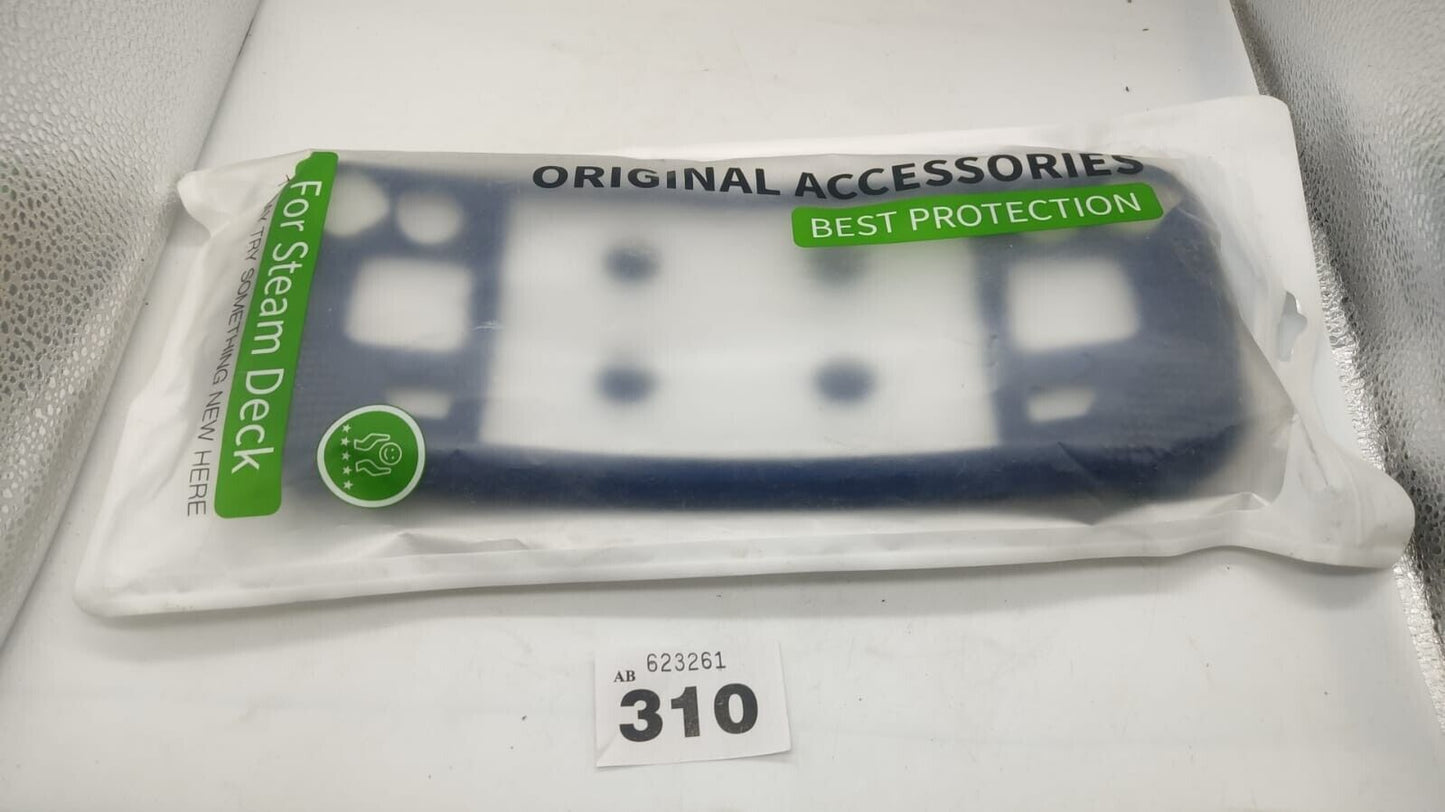 ORIGINAL ACCESSORIES
BEST PROTECTION
For Steam Deck
TRY SOMETHING NEW HERE
623261
AB
310